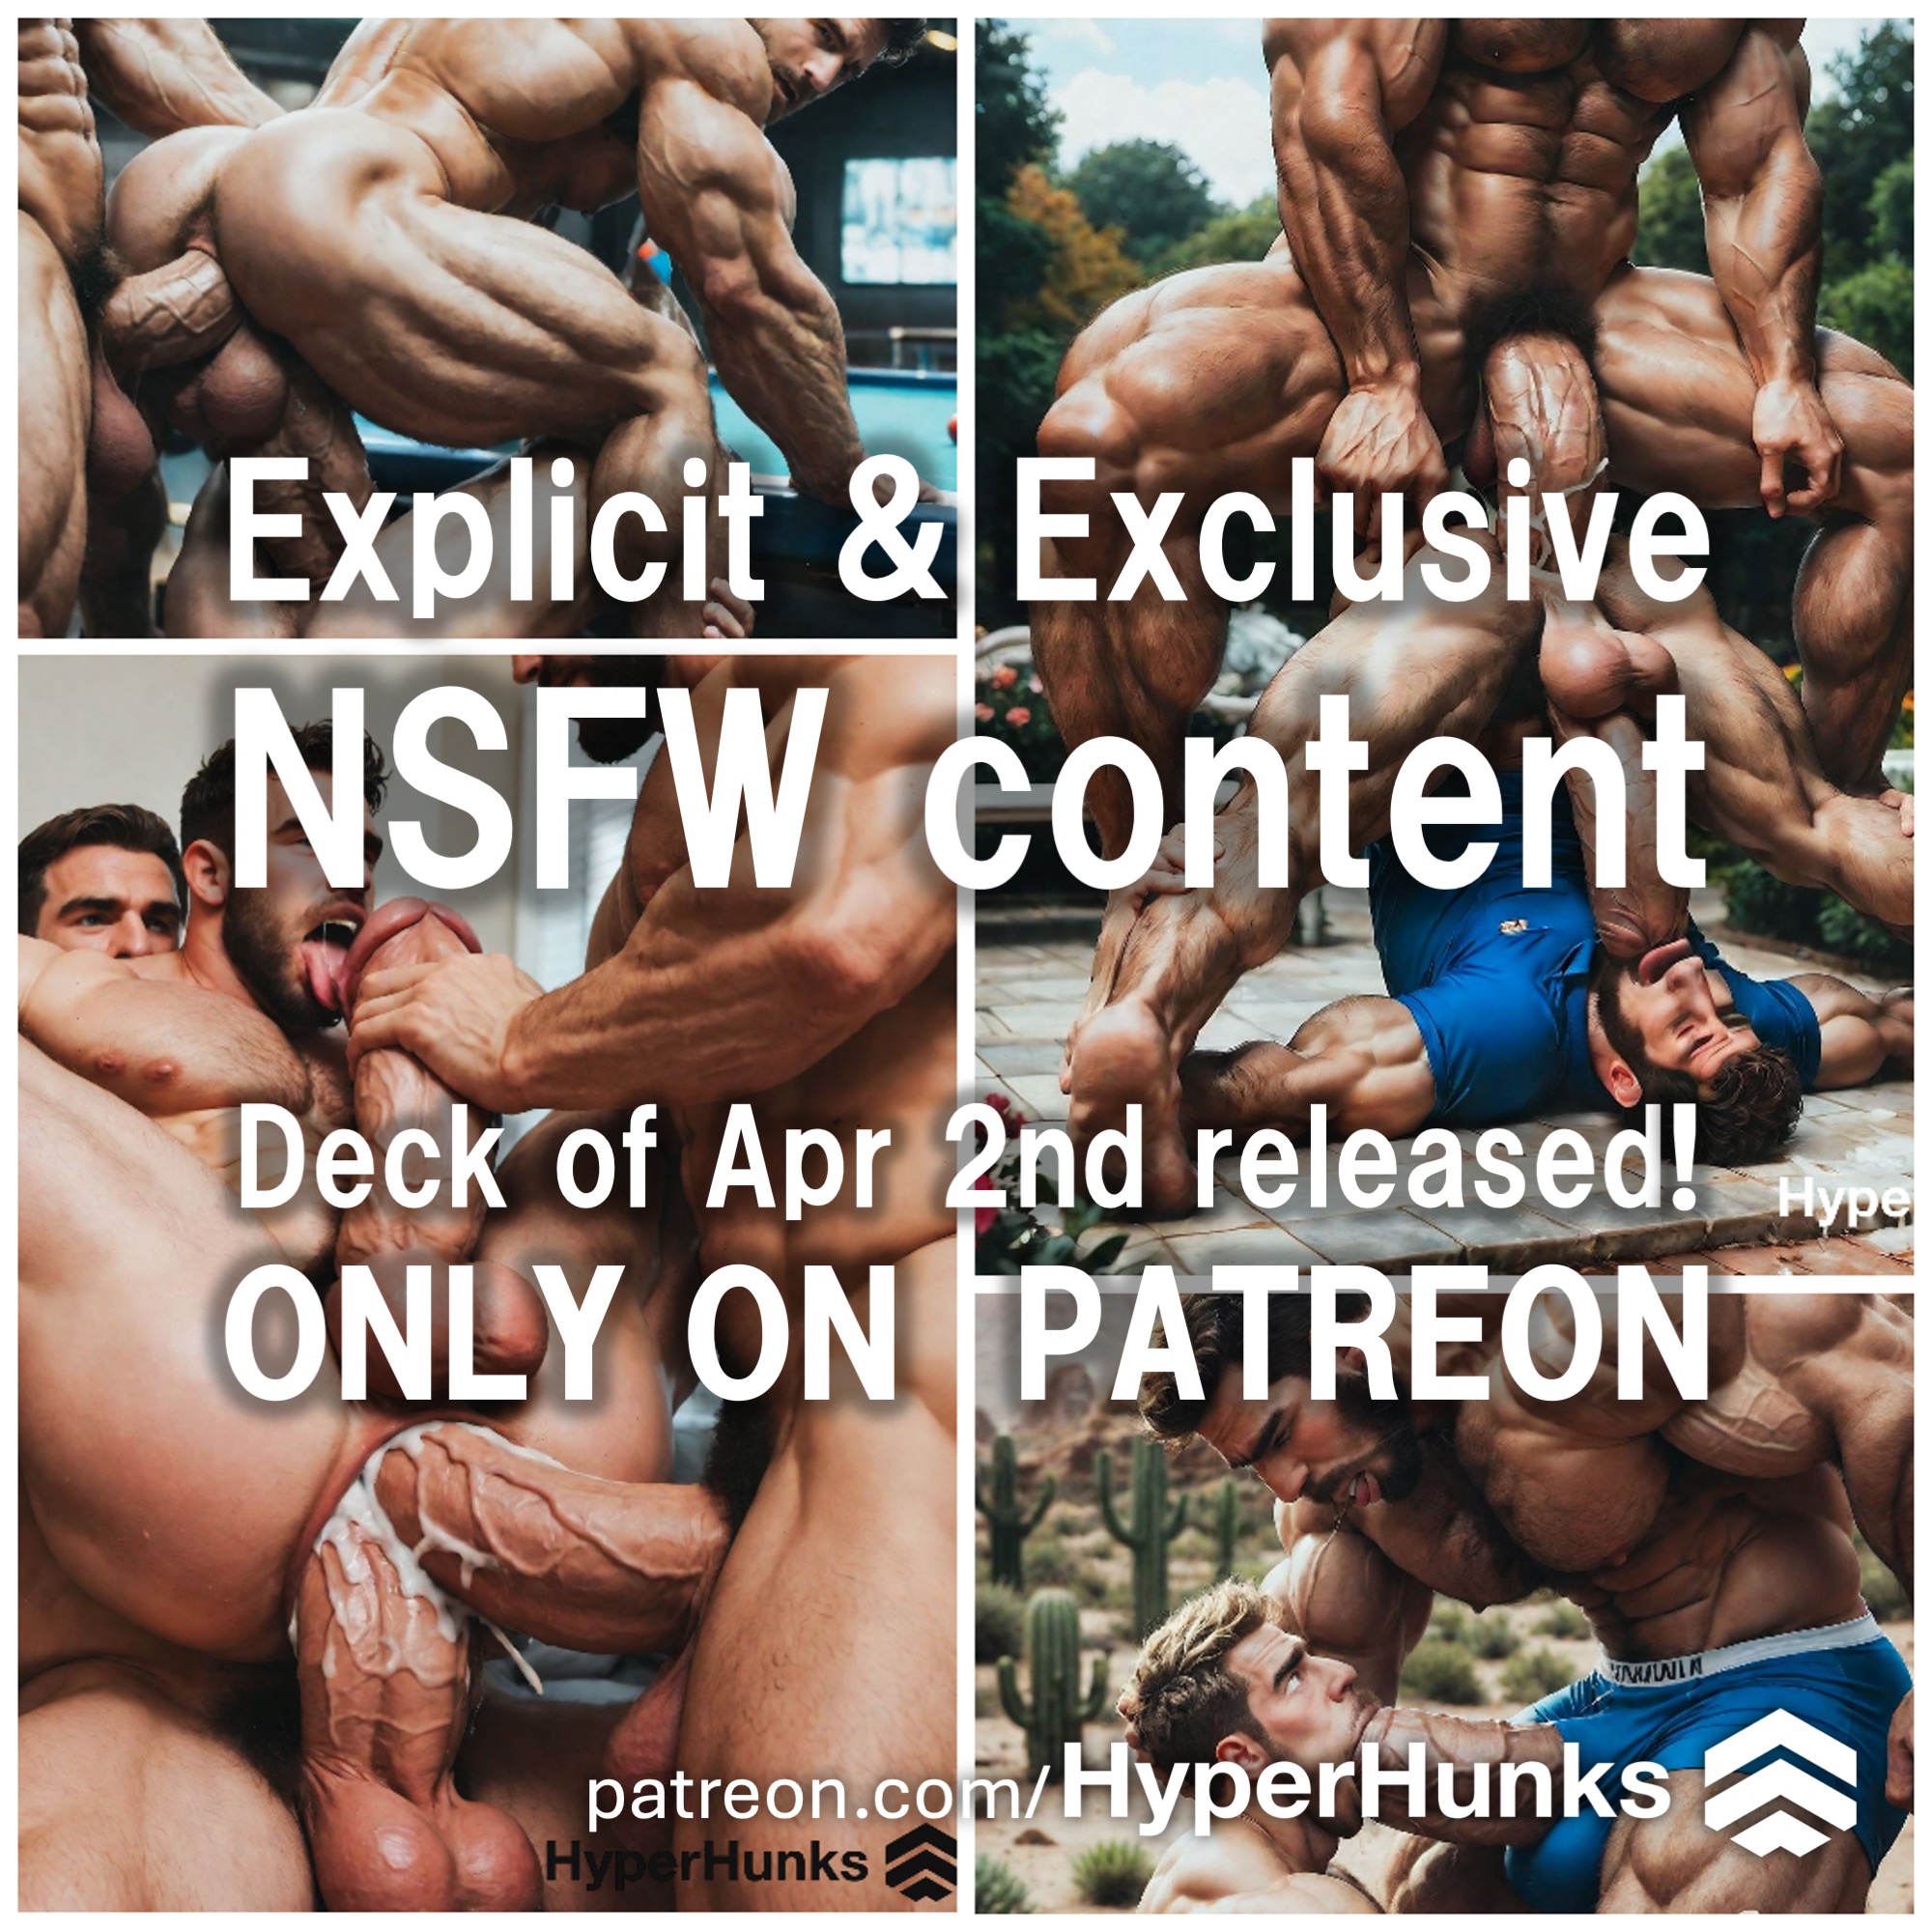 Explicit & Exclusive
NSFW content
Deck of Apr 2nd released!
Hype
ONLY ON PATREON
patreon.com/HyperHunks
HyperHunks